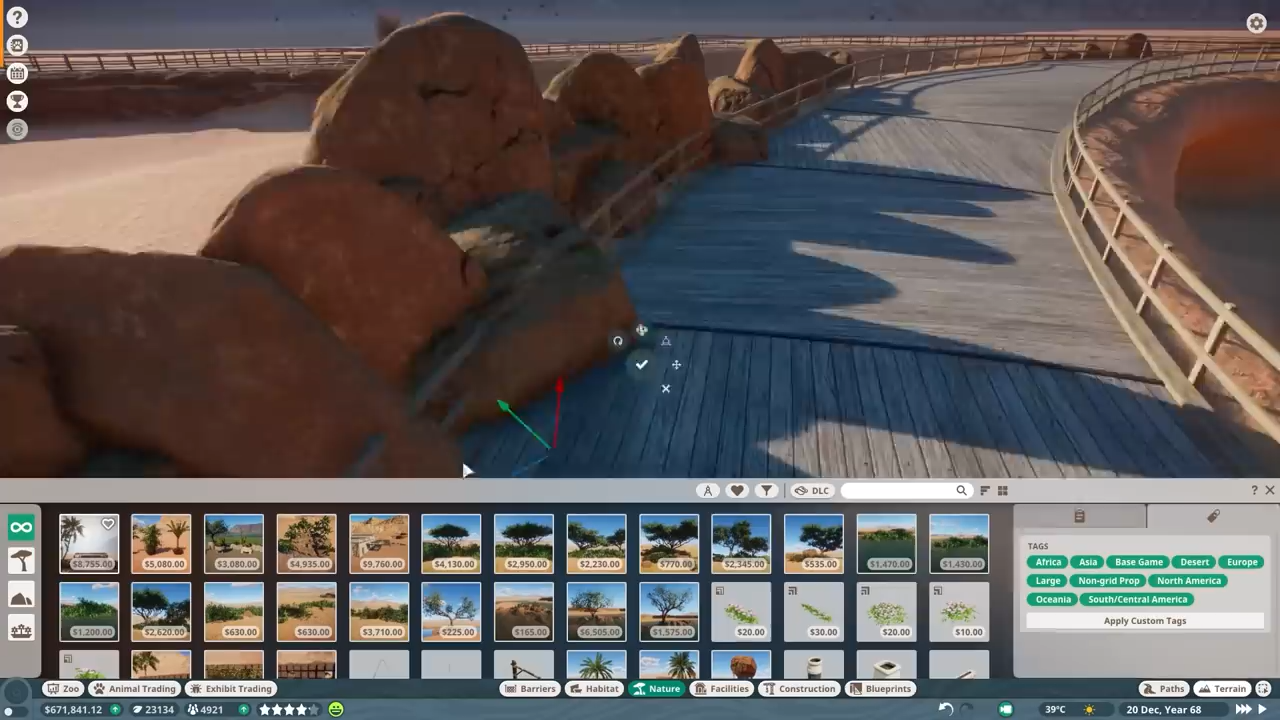 DLC
?
$8,755.00 $5,080.00 $3,080.00 $4,935.00 $9,760.00 $4,130.00 $2,950.00 $2,230.00 $770.00 $2,345.00 $535.00 $1,470.00 $1,430.00
$1,200.00 $2,620.00 $630.00 $630.00 $3,710.00 $225.00 $165.00 $6,505.00 $1,575.00 $20.00 $30.00 $20.00 $10.00
TAGS
Africa Asia Base Game Desert Europe
Large Non-grid Prop North America
Oceania South/Central America
Apply Custom Tags
Zoo Animal Trading Exhibit Trading Barriers Habitat Nature Facilities Construction Blueprints Paths Terrain
$671,841.12 23134 4921 39°C 20 Dec, Year 68